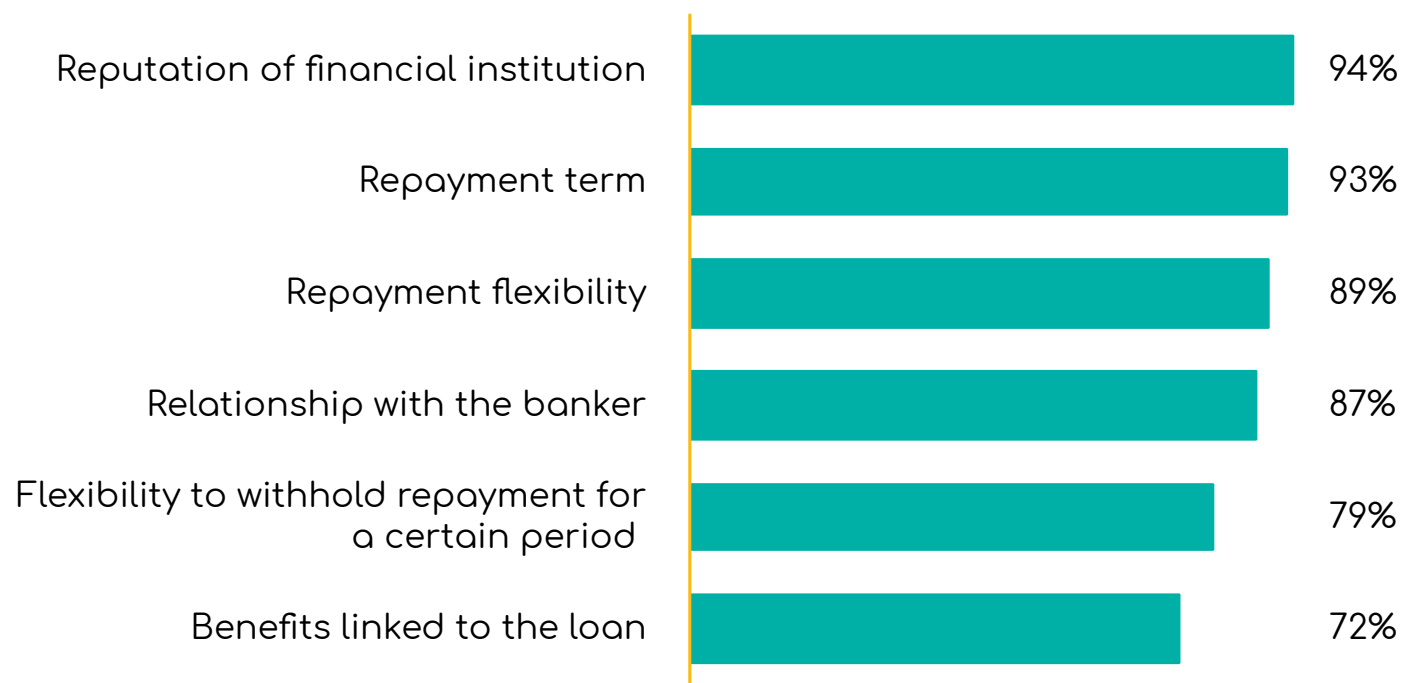 Reputation of financial institution 94%
Repayment term 93%
Repayment flexibility 89%
Relationship with the banker 87%
Flexibility to withhold repayment for
a certain period 79%
Benefits linked to the loan 72%